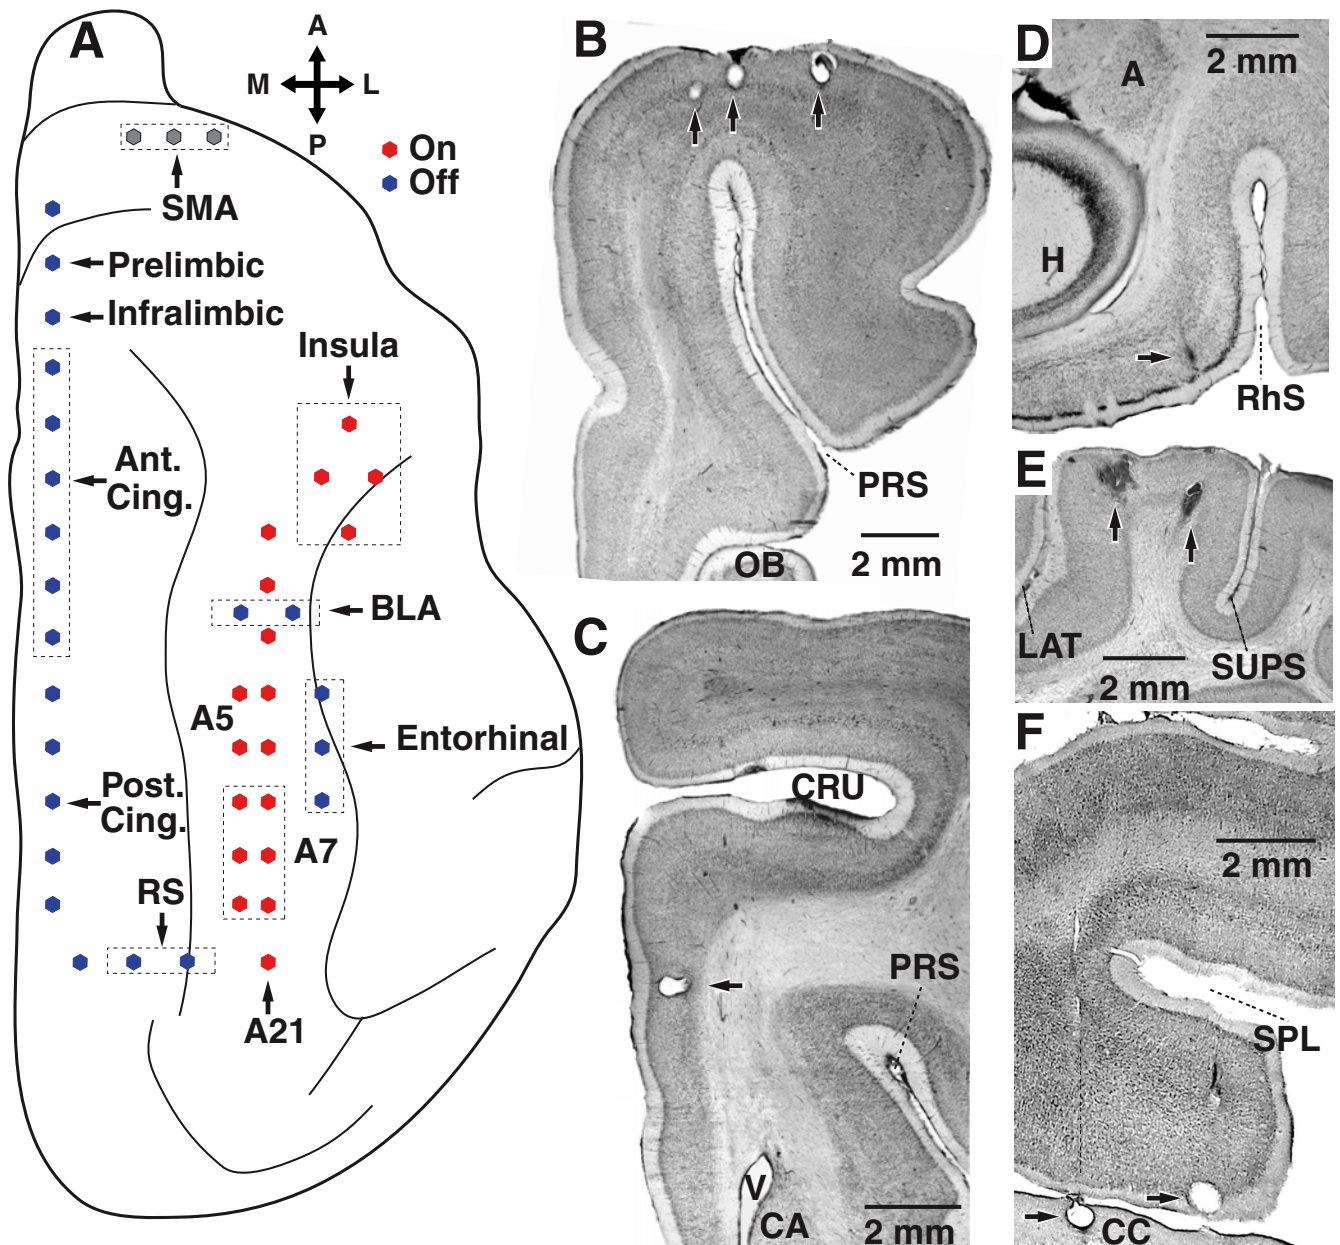 A
A
M
L
P
On
Off
SMA
Prelimbic
Infralimbic
Insula
Ant.
Cing.
BLA
A5
Entorhinal
Post.
Cing.
A7
RS
A21
B
PRS
OB
2 mm
C
CRU
PRS
V
CA
2 mm
D
A
2 mm
H
RhS
E
LAT
SUPS
2 mm
F
2 mm
SPL
CC